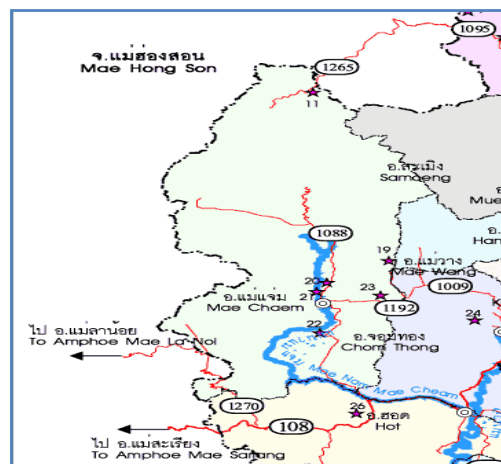 1095
จ.แม่ฮ่องสอน
Mae Hong Son
1265
11
อ.สะเมิง
Samoeng
1088
19
อ.แม่วาง
Mae Wang
20
21
อ.แม่แจ่ม
Mae Chaem
23
1009
1192
24
22
อ.จอมทอง
Chom Thong
ไป อ.แม่ลาน้อย
To Amphoe Mae La Noi
Mae Nam Mae Cheam
1270
26
108
อ.ฮอด
Hot
ไป อ.แม่สะเรียง
To Amphoe Mae Sariang